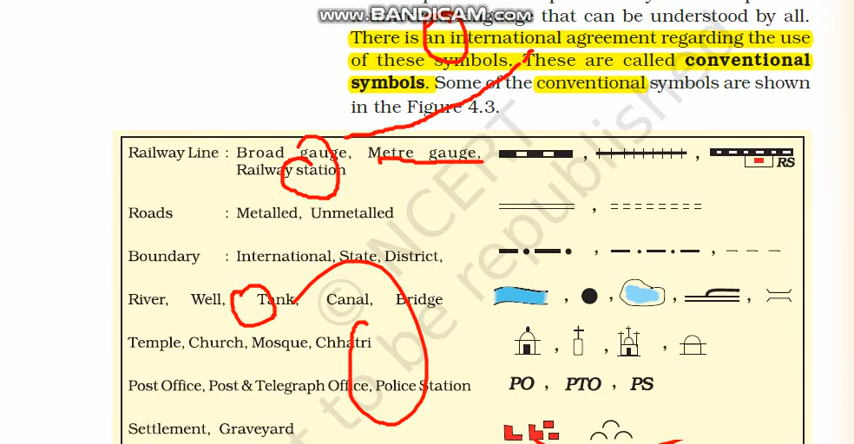 www.BANDICAM.com
that can be understood by all.
There is an international agreement regarding the use
of these symbols. These are called conventional
symbols. Some of the conventional symbols are shown
in the Figure 4.3.
Railway Line : Broad gauge, Metre gauge,
Railway station
RS
Roads : Metalled, Unmetalled
Boundary : International, State, District,
River, Well, Tank, Canal, Bridge
Temple, Church, Mosque, Chhatri
Post Office, Post & Telegraph Office, Police Station PO , PTO , PS
Settlement, Graveyard
© NCERT
not to be republished